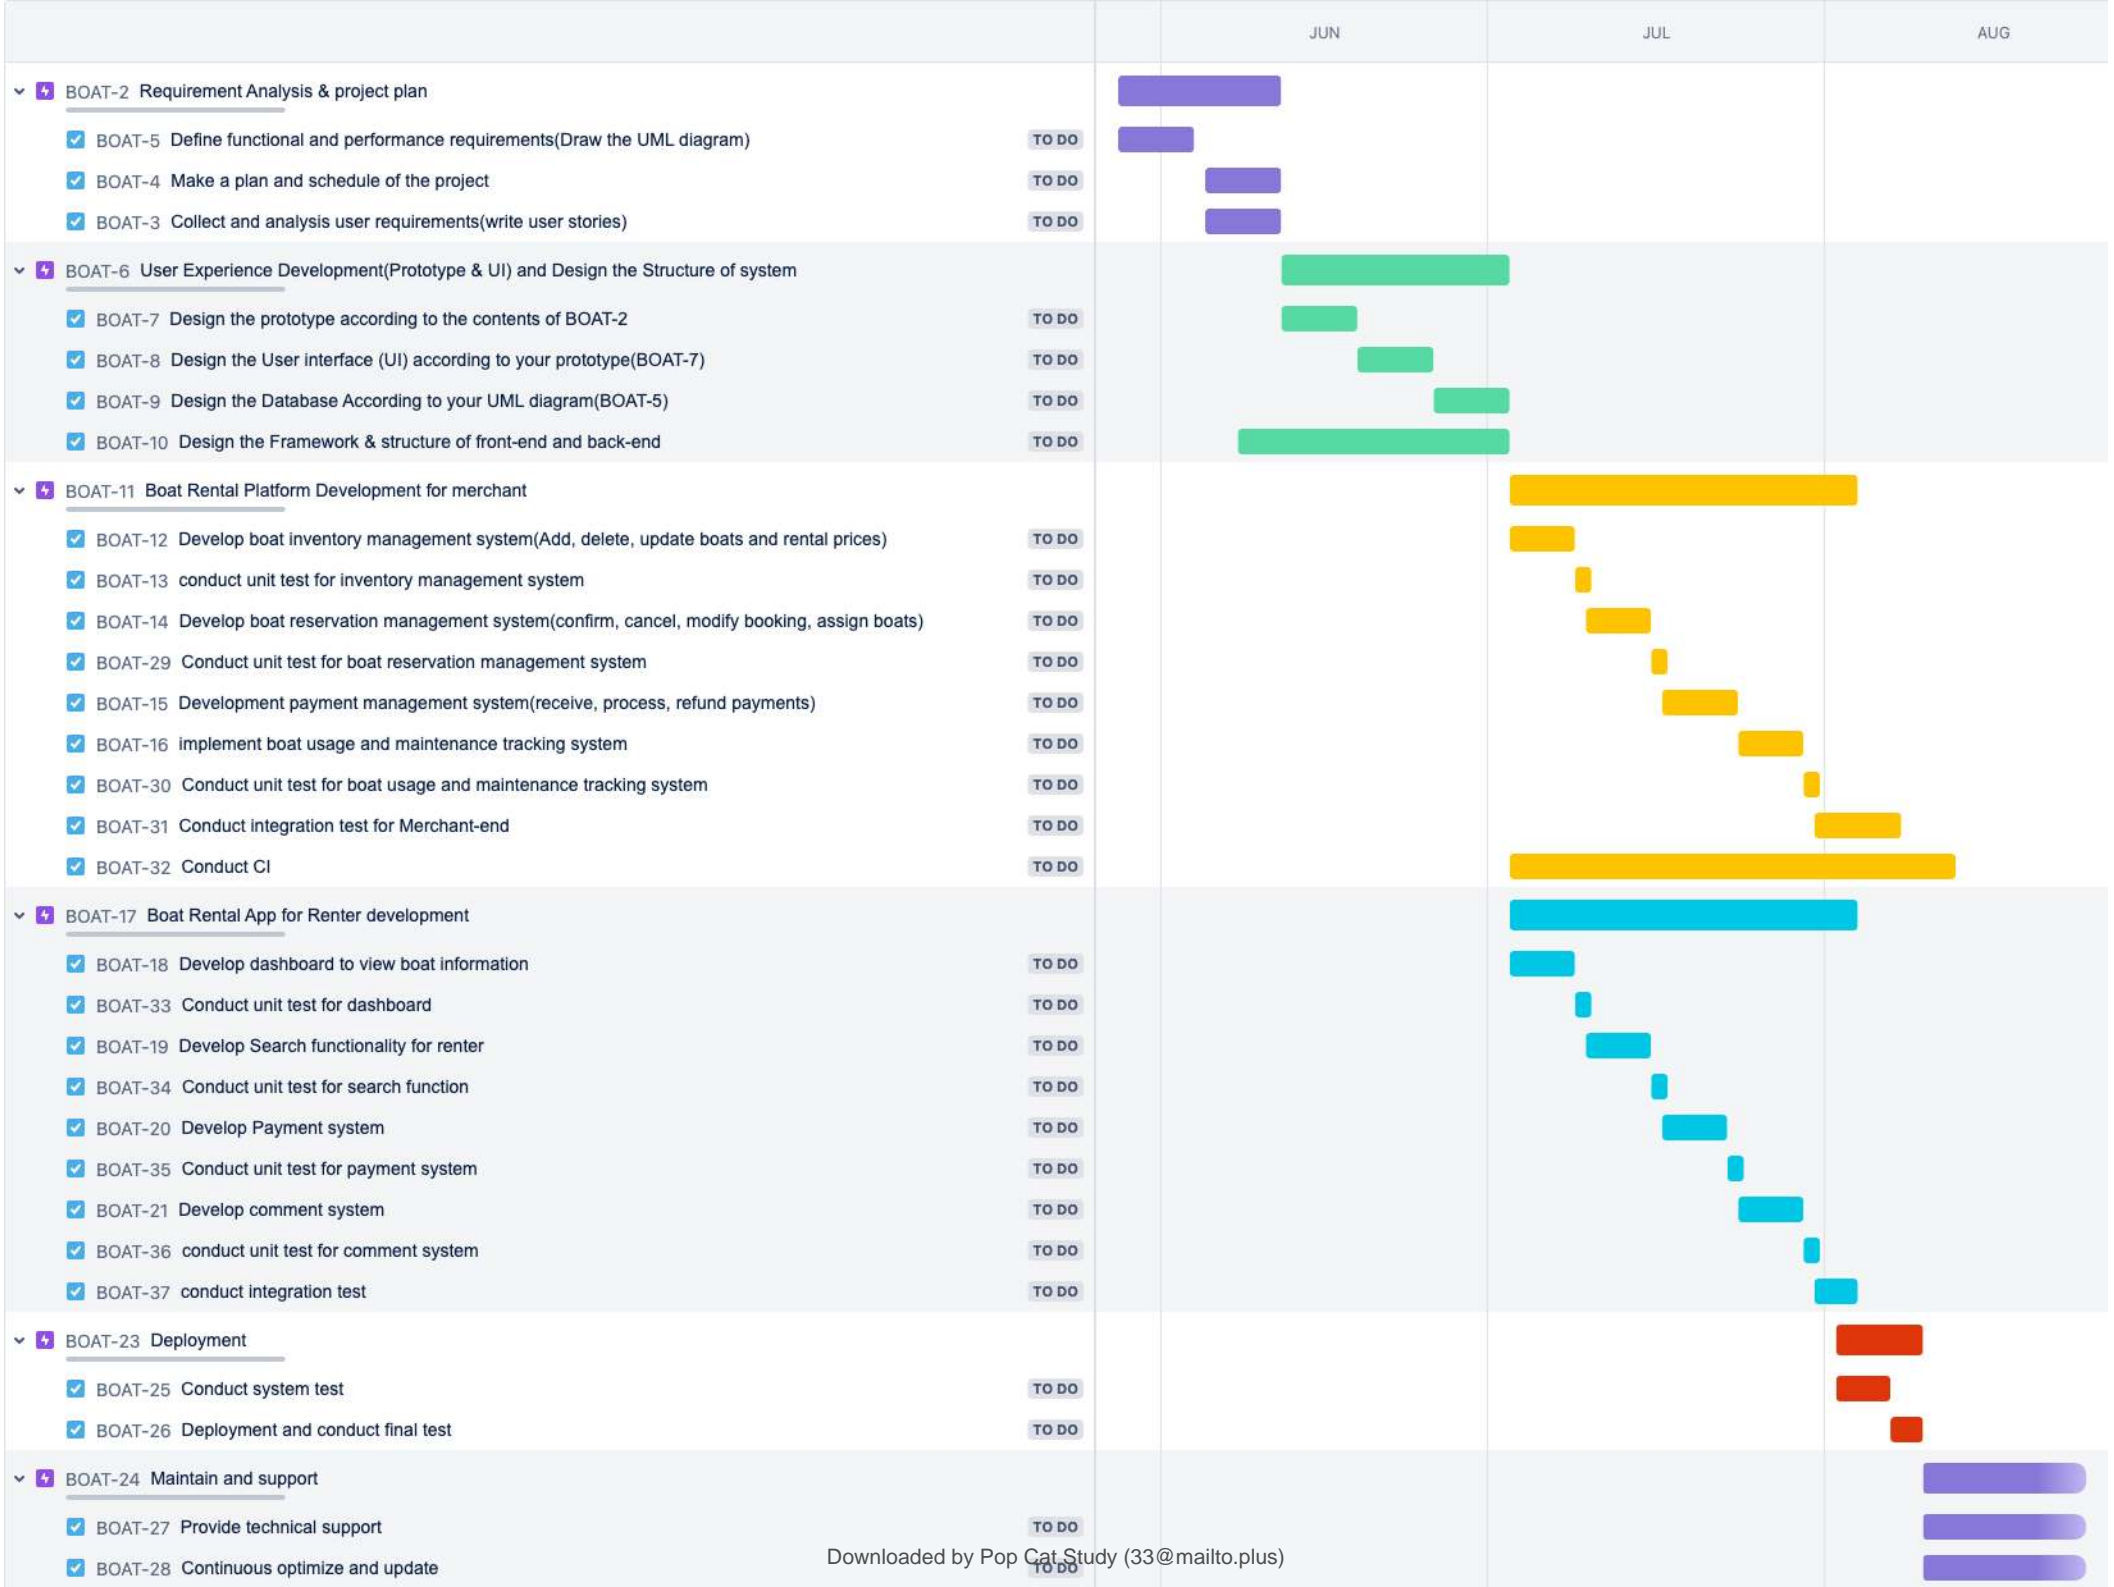 JUN JUL AUG
BOAT-2 Requirement Analysis & project plan
BOAT-5 Define functional and performance requirements(Draw the UML diagram) TO DO
BOAT-4 Make a plan and schedule of the project TO DO
BOAT-3 Collect and analysis user requirements(write user stories) TO DO
BOAT-6 User Experience Development(Prototype & UI) and Design the Structure of system
BOAT-7 Design the prototype according to the contents of BOAT-2 TO DO
BOAT-8 Design the User interface (UI) according to your prototype(BOAT-7) TO DO
BOAT-9 Design the Database According to your UML diagram(BOAT-5) TO DO
BOAT-10 Design the Framework & structure of front-end and back-end TO DO
BOAT-11 Boat Rental Platform Development for merchant
BOAT-12 Develop boat inventory management system(Add, delete, update boats and rental prices) TO DO
BOAT-13 conduct unit test for inventory management system TO DO
BOAT-14 Develop boat reservation management system(confirm, cancel, modify booking, assign boats) TO DO
BOAT-29 Conduct unit test for boat reservation management system TO DO
BOAT-15 Development payment management system(receive, process, refund payments) TO DO
BOAT-16 implement boat usage and maintenance tracking system TO DO
BOAT-30 Conduct unit test for boat usage and maintenance tracking system TO DO
BOAT-31 Conduct integration test for Merchant-end TO DO
BOAT-32 Conduct CI TO DO
BOAT-17 Boat Rental App for Renter development
BOAT-18 Develop dashboard to view boat information TO DO
BOAT-33 Conduct unit test for dashboard TO DO
BOAT-19 Develop Search functionality for renter TO DO
BOAT-34 Conduct unit test for search function TO DO
BOAT-20 Develop Payment system TO DO
BOAT-35 Conduct unit test for payment system TO DO
BOAT-21 Develop comment system TO DO
BOAT-36 conduct unit test for comment system TO DO
BOAT-37 conduct integration test TO DO
BOAT-23 Deployment
BOAT-25 Conduct system test TO DO
BOAT-26 Deployment and conduct final test TO DO
BOAT-24 Maintain and support
BOAT-27 Provide technical support TO DO
Downloaded by Pop Cat Study (33@mailto.plus)
BOAT-28 Continuous optimize and update TO DO